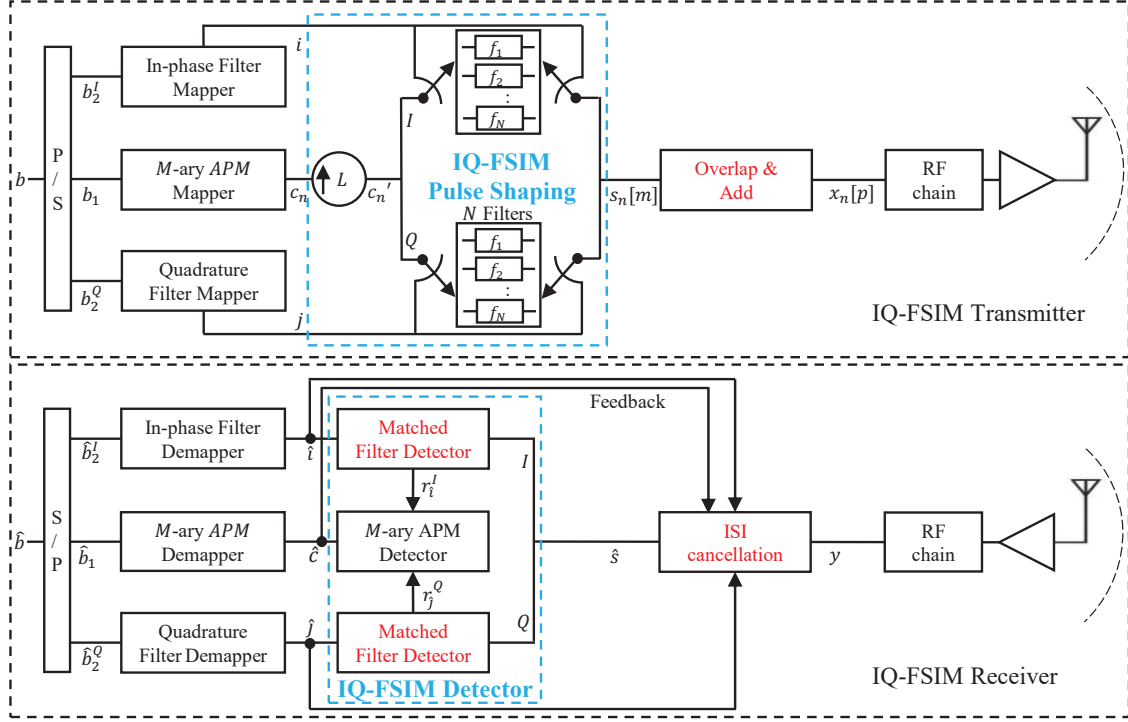 i
In-phase Filter
Mapper
b₂ᴵ
f₁
f₂
⋮
f_N
I
P
/
S
b
M-ary APM
Mapper
b₁
cₙ
L
cₙ'
IQ-FSIM
Pulse Shaping
sₙ[m]
Overlap &
Add
xₙ[p]
RF
chain
N Filters
Q
f₁
f₂
⋮
f_N
Quadrature
Filter Mapper
b₂^Q
j
IQ-FSIM Transmitter
Feedback
In-phase Filter
Demapper
b̂₂ᴵ
î
Matched
Filter Detector
I
r_î^I
S
/
P
b̂
b̂₁
M-ary APM
Demapper
ĉ
M-ary APM
Detector
ŝ
ISI
cancellation
y
RF
chain
r_ĵ^Q
Quadrature
Filter Demapper
b̂₂^Q
ĵ
Matched
Filter Detector
Q
IQ-FSIM Detector
IQ-FSIM Receiver